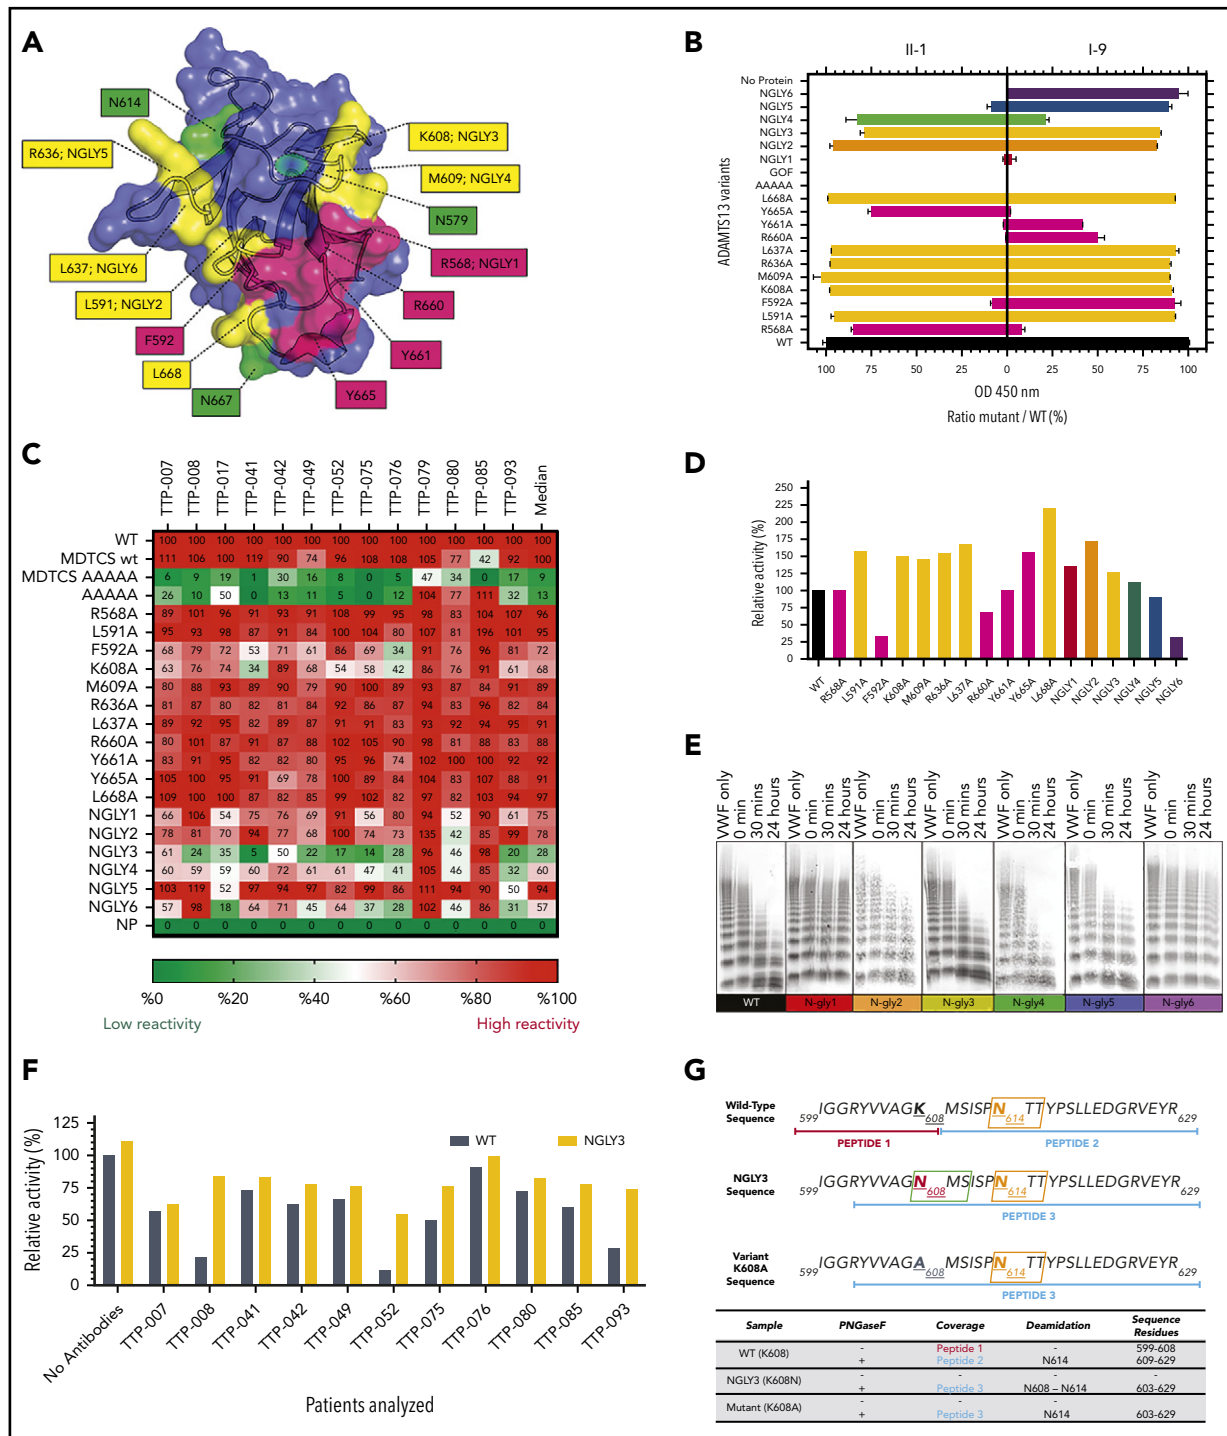 A
N614
R636; NGLY5
K608; NGLY3
M609; NGLY4
N579
L637; NGLY6
R568; NGLY1
L591; NGLY2
R660
F592
Y661
L668
Y665
N667
B
II-1 I-9
ADAMTS13 variants
No Protein
NGLY6
NGLY5
NGLY4
NGLY3
NGLY2
NGLY1
GOF
AAAAA
L668A
Y665A
Y661A
R660A
L637A
R636A
M609A
K608A
F592A
L591A
R568A
WT
100 75 50 25 0 25 50 75 100
OD 450 nm
Ratio mutant / WT (%)
C
TTP-007 TTP-008 TTP-017 TTP-041 TTP-042 TTP-049 TTP-052 TTP-075 TTP-076 TTP-079 TTP-080 TTP-085 TTP-093 Median
WT 100 100 100 100 100 100 100 100 100 100 100 100 100 100
MDTCS wt 111 106 100 119 90 74 96 108 108 105 77 42 92 100
MDTCS AAAAA 6 9 19 1 30 16 8 0 5 47 34 0 17 9
AAAAA 26 10 50 0 13 11 5 0 12 104 77 111 32 13
R568A 89 101 96 91 93 91 108 99 95 98 83 104 107 96
L591A 95 93 98 87 91 84 100 104 80 107 81 196 101 95
F592A 68 79 72 53 71 61 86 69 34 91 76 96 81 72
K608A 63 76 74 34 89 68 54 58 42 86 76 91 61 68
M609A 80 88 93 89 90 79 90 100 89 93 87 84 91 89
R636A 81 87 80 82 81 84 91 92 87 94 83 96 82 84
L637A 89 92 95 82 89 87 91 91 83 92 92 94 95 91
R660A 80 101 87 91 87 88 102 105 90 98 81 88 83 88
Y661A 83 91 95 82 82 80 95 96 74 102 100 100 92 92
Y665A 105 100 95 91 69 78 100 89 84 104 83 107 88 91
L668A 109 100 100 87 82 85 99 102 82 97 82 103 94 97
NGLY1 66 106 54 75 76 69 91 56 80 94 52 90 61 75
NGLY2 78 81 70 94 77 68 100 74 73 135 42 85 99 78
NGLY3 61 24 35 5 50 22 17 14 28 96 46 98 20 28
NGLY4 60 59 59 60 72 61 61 47 41 105 46 85 32 60
NGLY5 103 119 52 97 94 97 82 99 86 111 94 90 50 94
NGLY6 57 98 18 64 71 45 64 37 28 102 46 86 31 57
NP 0 0 0 0 0 0 0 0 0 0 0 0 0 0
%0 %20 %40 %60 %80 %100
Low reactivity High reactivity
D
Relative activity (%)
250
225
200
175
150
125
100
75
50
25
0
WT R568A L591A F592A K608A M609A R636A L637A R660A Y661A Y665A L668A NGLY1 NGLY2 NGLY3 NGLY4 NGLY5 NGLY6
E
VWF only 0 min 30 mins 24 hours VWF only 0 min 30 mins 24 hours VWF only 0 min 30 mins 24 hours VWF only 0 min 30 mins 24 hours VWF only 0 min 30 mins 24 hours VWF only 0 min 30 mins 24 hours VWF only 0 min 30 mins 24 hours
WT N-gly1 N-gly2 N-gly3 N-gly4 N-gly5 N-gly6
F
Relative activity (%)
125
100
75
50
25
0
WT NGLY3
No Antibodies TTP-007 TTP-008 TTP-041 TTP-042 TTP-049 TTP-052 TTP-075 TTP-076 TTP-080 TTP-085 TTP-093
Patients analyzed
G
Wild-Type
Sequence
599 IGGRYVVAGK608MSISPN614TTYPSLLEDGRVEYR 629
PEPTIDE 1 PEPTIDE 2
NGLY3
Sequence
599 IGGRYVVAGN608MSISPN614TTYPSLLEDGRVEYR 629
PEPTIDE 3
Variant
K608A
Sequence
599 IGGRYVVAGA608MSISPN614TTYPSLLEDGRVEYR 629
PEPTIDE 3
Sample PNGaseF Coverage Deamidation Sequence
Residues
WT (K608) - Peptide 1 - 599-608
+ Peptide 2 N614 609-629
NGLY3 (K608N) - - - -
+ Peptide 3 N608 – N614 603-629
Mutant (K608A) - - - -
+ Peptide 3 N614 603-629